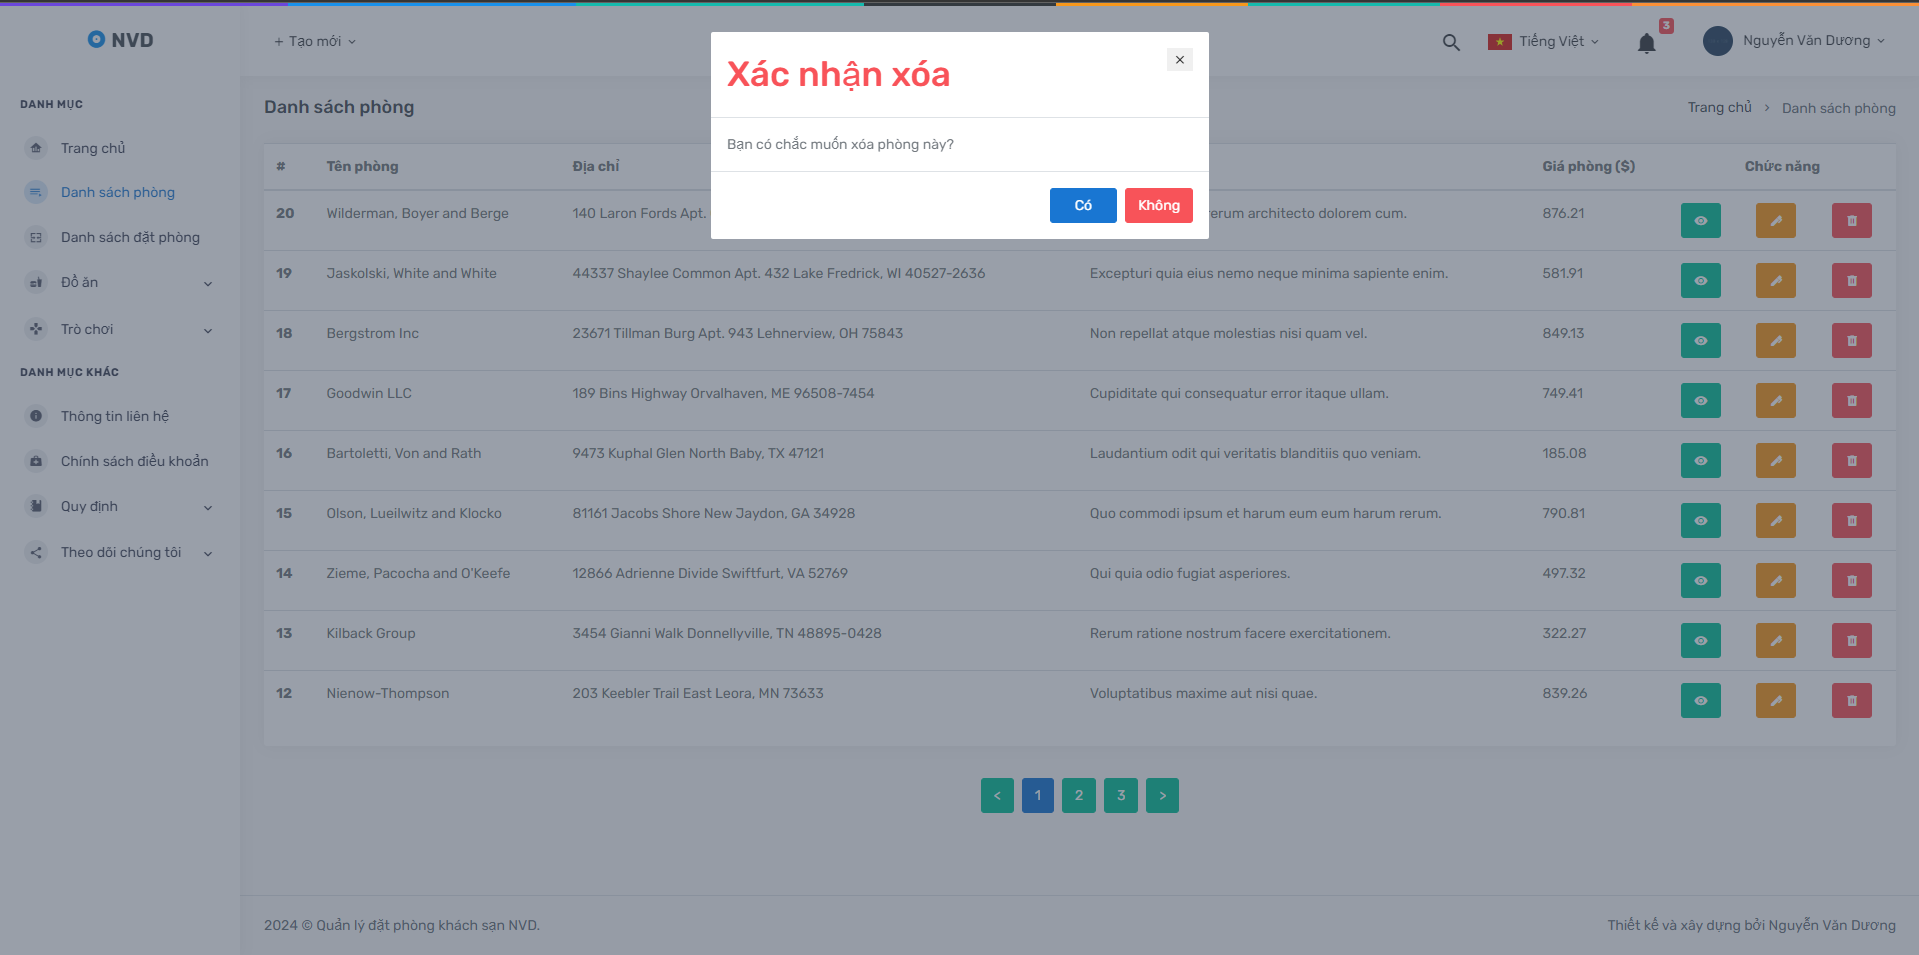 NVD
+ Tạo mới
Tiếng Việt
3
Nguyễn Văn Dương
Xác nhận xóa
×
Bạn có chắc muốn xóa phòng này?
Có
Không
DANH MỤC
Trang chủ
Danh sách phòng
Danh sách đặt phòng
Đồ ăn
Trò chơi
DANH MỤC KHÁC
Thông tin liên hệ
Chính sách điều khoản
Quy định
Theo dõi chúng tôi
Danh sách phòng
Trang chủ > Danh sách phòng
# Tên phòng Địa chỉ Giá phòng ($) Chức năng
20 Wilderman, Boyer and Berge 140 Laron Fords Apt. architecto dolorem cum. 876.21
19 Jaskolski, White and White 44337 Shaylee Common Apt. 432 Lake Fredrick, WI 40527-2636 Excepturi quia eius nemo neque minima sapiente enim. 581.91
18 Bergstrom Inc 23671 Tillman Burg Apt. 943 Lehnerview, OH 75843 Non repellat atque molestias nisi quam vel. 849.13
17 Goodwin LLC 189 Bins Highway Orvalhaven, ME 96508-7454 Cupiditate qui consequatur error itaque ullam. 749.41
16 Bartoletti, Von and Rath 9473 Kuphal Glen North Baby, TX 47121 Laudantium odit qui veritatis blanditiis quo veniam. 185.08
15 Olson, Lueilwitz and Klocko 81161 Jacobs Shore New Jaydon, GA 34928 Quo commodi ipsum et harum eum eum harum rerum. 790.81
14 Zieme, Pacocha and O'Keefe 12866 Adrienne Divide Swiftfurt, VA 52769 Qui quia odio fugiat asperiores. 497.32
13 Kilback Group 3454 Gianni Walk Donnellyville, TN 48895-0428 Rerum ratione nostrum facere exercitationem. 322.27
12 Nienow-Thompson 203 Keebler Trail East Leora, MN 73633 Voluptatibus maxime aut nisi quae. 839.26
< 1 2 3 >
2024 © Quản lý đặt phòng khách sạn NVD.
Thiết kế và xây dựng bởi Nguyễn Văn Dương